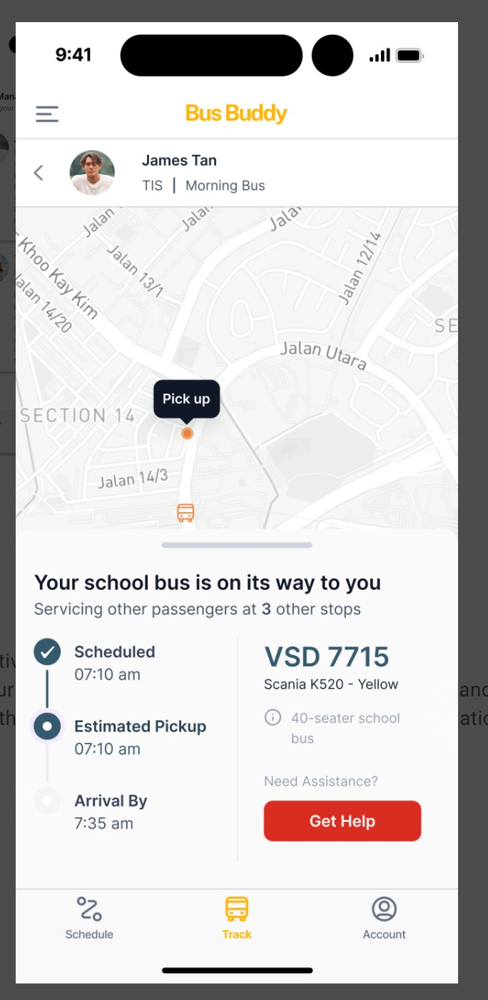 9:41
Bus Buddy
James Tan
TIS | Morning Bus
Jalan
Jalan
Jalan
Jalan 12/14
Khoo Kay Kim
Jalan 13/1
Jalan 14/20
SE
Jalan Utara
Pick up
SECTION 14
Jalan 14/3
Your school bus is on its way to you
Servicing other passengers at 3 other stops
Scheduled
07:10 am
Estimated Pickup
07:10 am
Arrival By
7:35 am
VSD 7715
Scania K520 - Yellow
40-seater school
bus
Need Assistance?
Get Help
Schedule
Track
Account